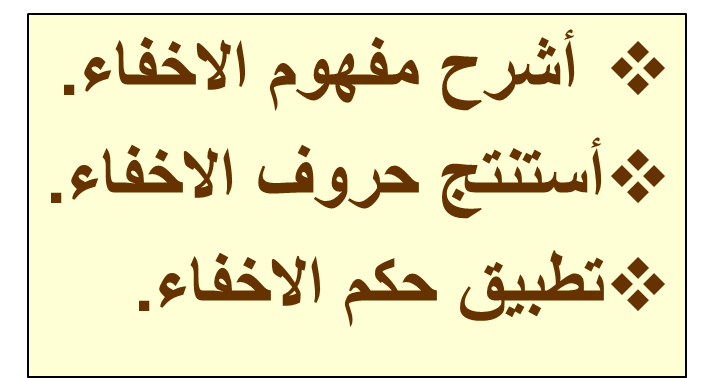 ❖ أشرح مفهوم الاخفاء.
❖أستنتج حروف الاخفاء.
❖تطبيق حكم الاخفاء.